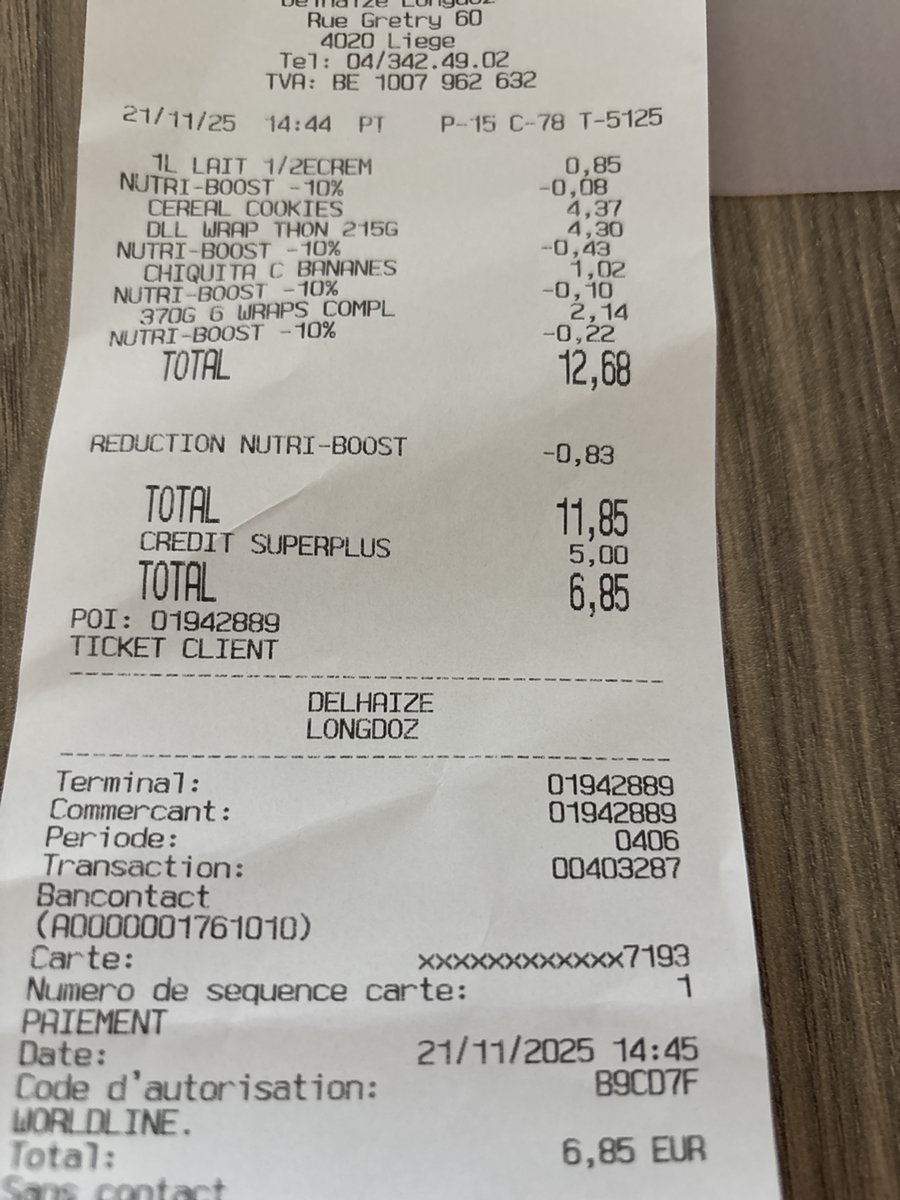 Delhaize Longdoz
Rue Gretry 60
4020 Liege
Tel: 04/342.49.02
TVA: BE 1007 962 632
21/11/25 14:44 PT P-15 C-78 T-5125
1L LAIT 1/2ECREM 0,85
NUTRI-BOOST -10% -0,08
CEREAL COOKIES 4,37
DLL WRAP THON 215G 4,30
NUTRI-BOOST -10% -0,43
CHIQUITA C BANANES 1,02
NUTRI-BOOST -10% -0,10
370G 6 WRAPS COMPL 2,14
NUTRI-BOOST -10% -0,22
TOTAL 12,68
REDUCTION NUTRI-BOOST -0,83
TOTAL 11,85
CREDIT SUPERPLUS 5,00
TOTAL 6,85
POI: 01942889
TICKET CLIENT
DELHAIZE
LONGDOZ
Terminal: 01942889
Commercant: 01942889
Periode: 0406
Transaction: 00403287
Bancontact
(A0000001761010)
Carte: xxxxxxxxxxxxx7193
Numero de sequence carte: 1
PAIEMENT
Date: 21/11/2025 14:45
Code d'autorisation: B9CD7F
WORLDLINE.
Total: 6,85 EUR
Sans contact